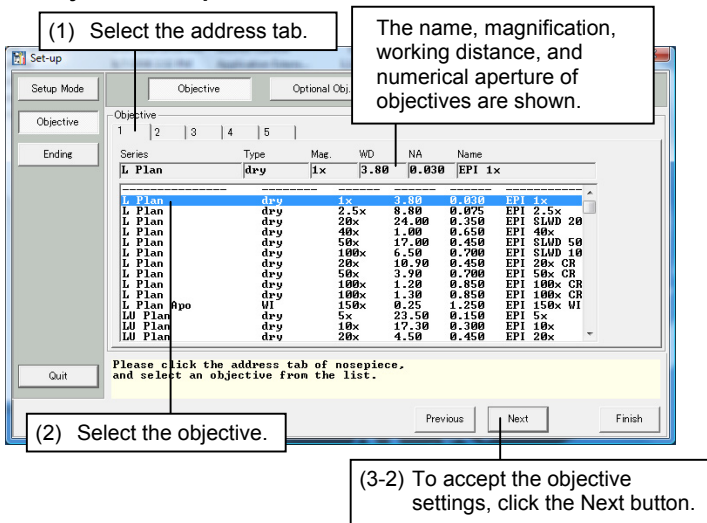 (1) Select the address tab.
The name, magnification,
working distance, and
numerical aperture of
objectives are shown.
Set-up
Setup Mode
Objective
Optional Obj.
Objective
Objective
1 2 3 4 5
Ending
Series Type Mag. WD NA Name
L Plan dry 1x 3.80 0.030 EPI 1x
L Plan dry 1x 3.80 0.030 EPI 1x
L Plan dry 2.5x 8.80 0.075 EPI 2.5x
L Plan dry 20x 24.00 0.350 EPI SLWD 20
L Plan dry 40x 1.00 0.650 EPI 40x
L Plan dry 50x 17.00 0.450 EPI SLWD 50
L Plan dry 100x 6.50 0.700 EPI SLWD 10
L Plan dry 20x 10.90 0.450 EPI 20x CR
L Plan dry 50x 3.90 0.700 EPI 50x CR
L Plan dry 100x 1.20 0.850 EPI 100x CR
L Plan dry 100x 1.30 0.850 EPI 100x CR
L Plan Apo WI 150x 0.25 1.250 EPI 150x WI
LU Plan dry 5x 23.50 0.150 EPI 5x
LU Plan dry 10x 17.30 0.300 EPI 10x
LU Plan dry 20x 4.50 0.450 EPI 20x
Please click the address tab of nosepiece,
and select an objective from the list.
Quit
Previous Next Finish
(2) Select the objective.
(3-2) To accept the objective
settings, click the Next button.